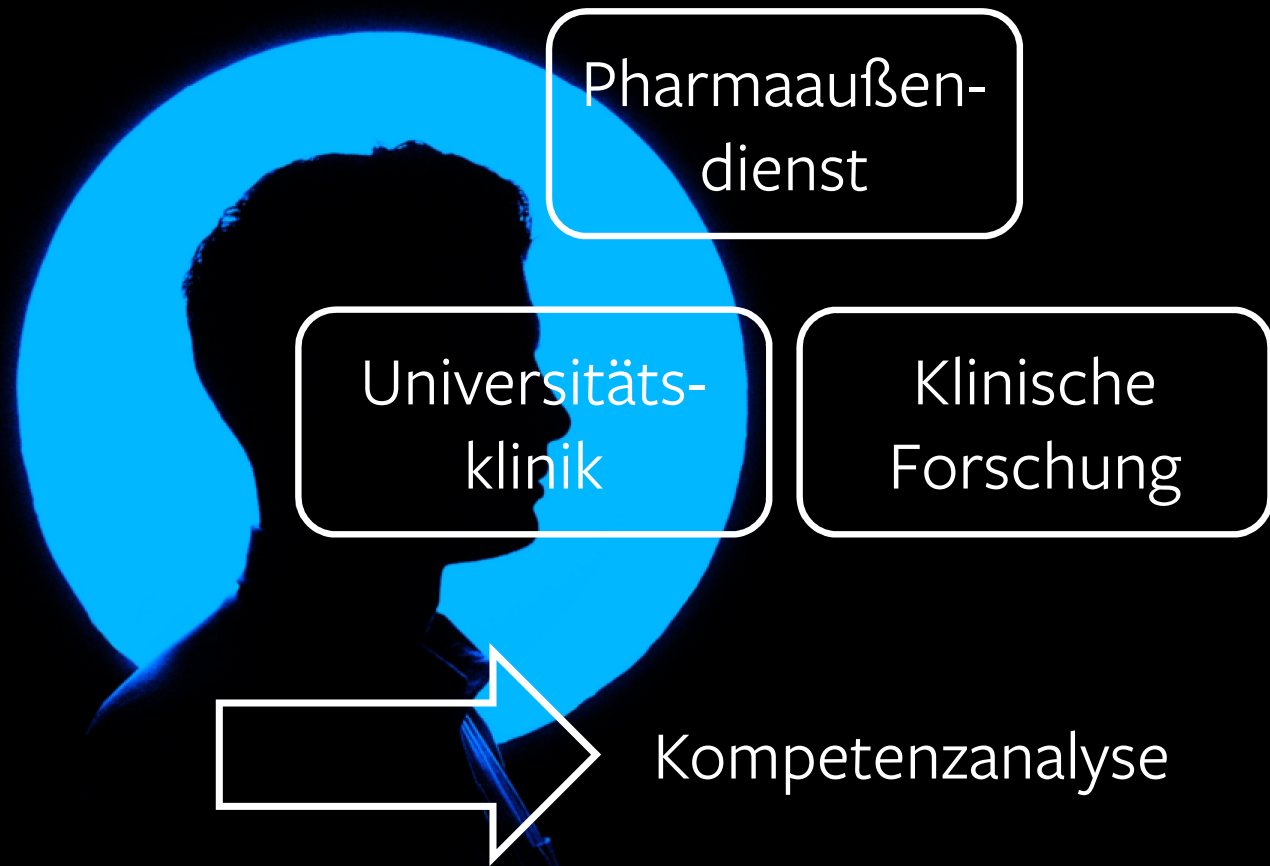 Pharmaaußen-
dienst
Universitäts-
klinik
Klinische
Forschung
Kompetenzanalyse